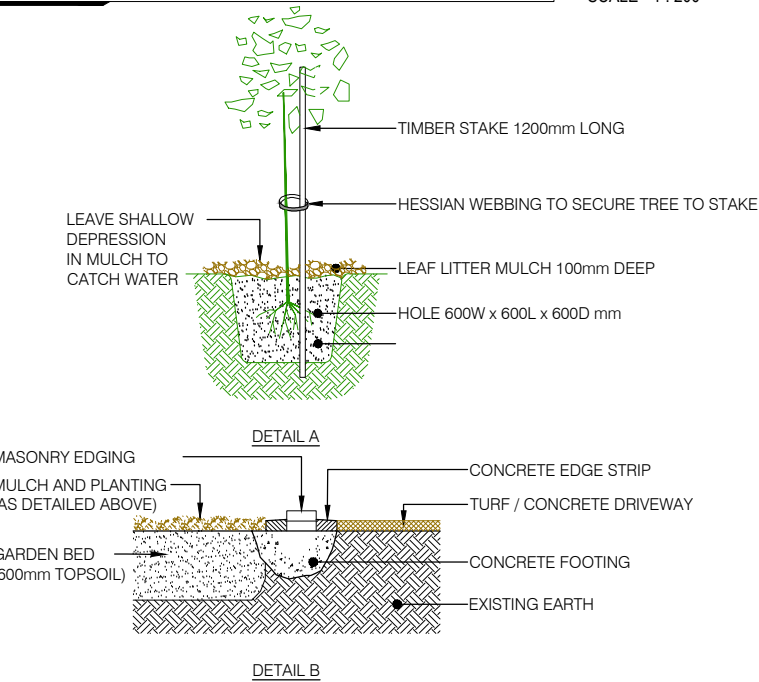 TIMBER STAKE 1200mm LONG
HESSIAN WEBBING TO SECURE TREE TO STAKE
LEAVE SHALLOW
DEPRESSION
IN MULCH TO
CATCH WATER
LEAF LITTER MULCH 100mm DEEP
HOLE 600W x 600L x 600D mm
DETAIL A
MASONRY EDGING
MULCH AND PLANTING
AS DETAILED ABOVE)
GARDEN BED
600mm TOPSOIL)
CONCRETE EDGE STRIP
TURF / CONCRETE DRIVEWAY
CONCRETE FOOTING
EXISTING EARTH
DETAIL B